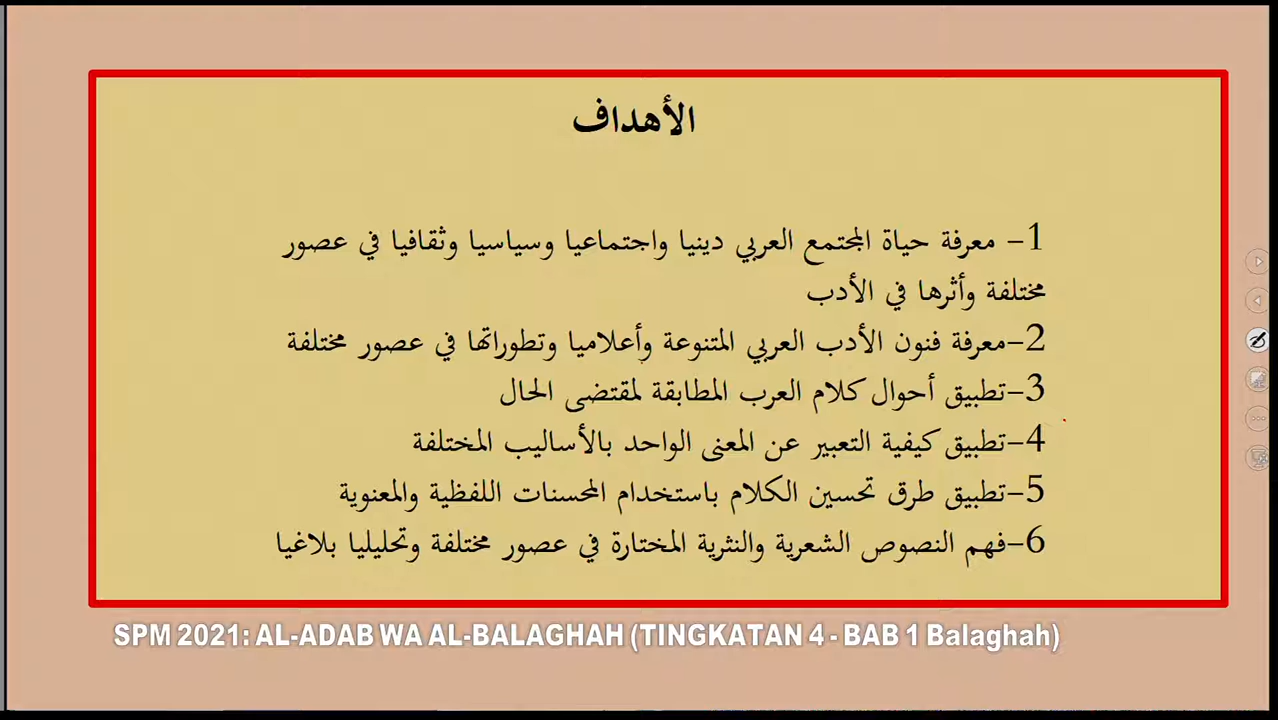 الأهداف
1- معرفة حياة المجتمع العربي دينيا واجتماعيا وسياسيا وثقافيا في عصور
مختلفة وأثرها في الأدب
2-معرفة فنون الأدب العربي المتنوعة وأعلاميا وتطوراتها في عصور مختلفة
3-تطبيق أحوال كلام العرب المطابقة لمقتضى الحال
4-تطبيق كيفية التعبير عن المعنى الواحد بالأساليب المختلفة
5-تطبيق طرق تحسين الكلام باستخدام المحسنات اللفظية والمعنوية
6-فهم النصوص الشعرية والنثرية المختارة في عصور مختلفة وتحليليا بلاغيا
SPM 2021: AL-ADAB WA AL-BALAGHAH (TINGKATAN 4 - BAB 1 Balaghah)